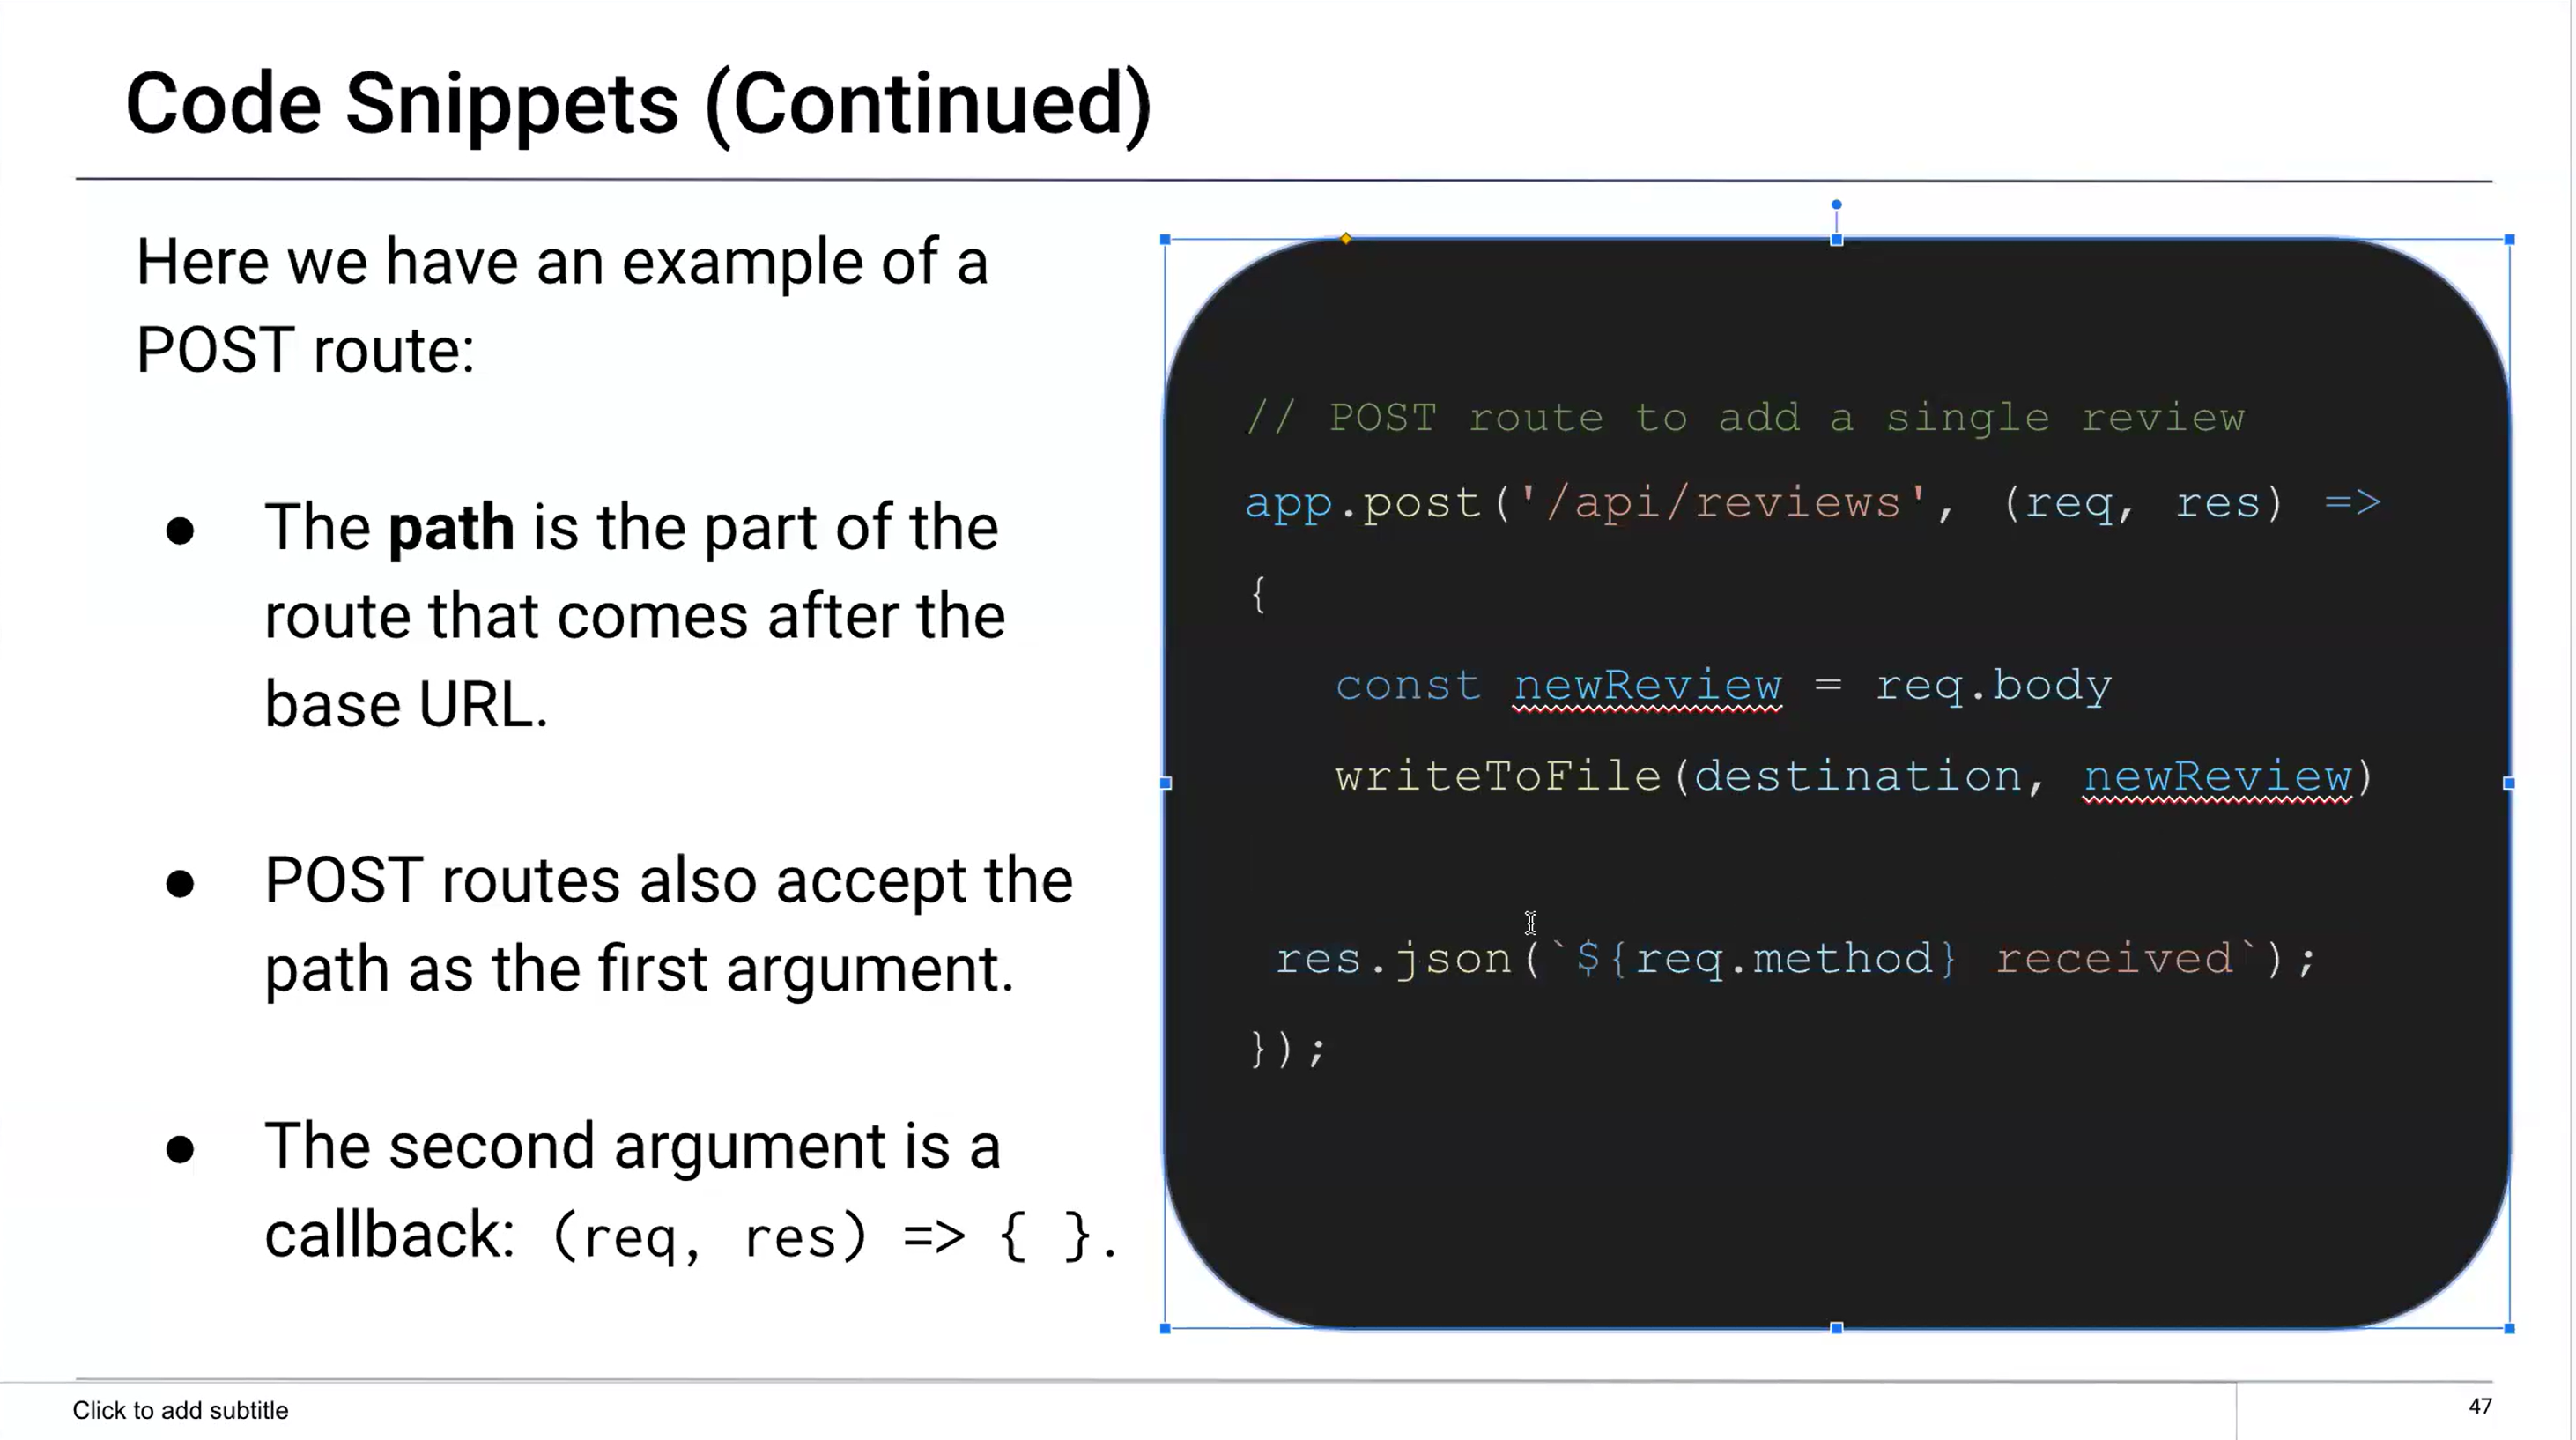 Code Snippets (Continued)
Here we have an example of a
POST route:
● The path is the part of the
route that comes after the
base URL.
● POST routes also accept the
path as the first argument.
● The second argument is a
callback: (req, res) => { }.
// POST route to add a single review
app.post('/api/reviews', (req, res) =>
{
const newReview = req.body
writeToFile(destination, newReview)
res.json(`${req.method} received`);
});
Click to add subtitle
47